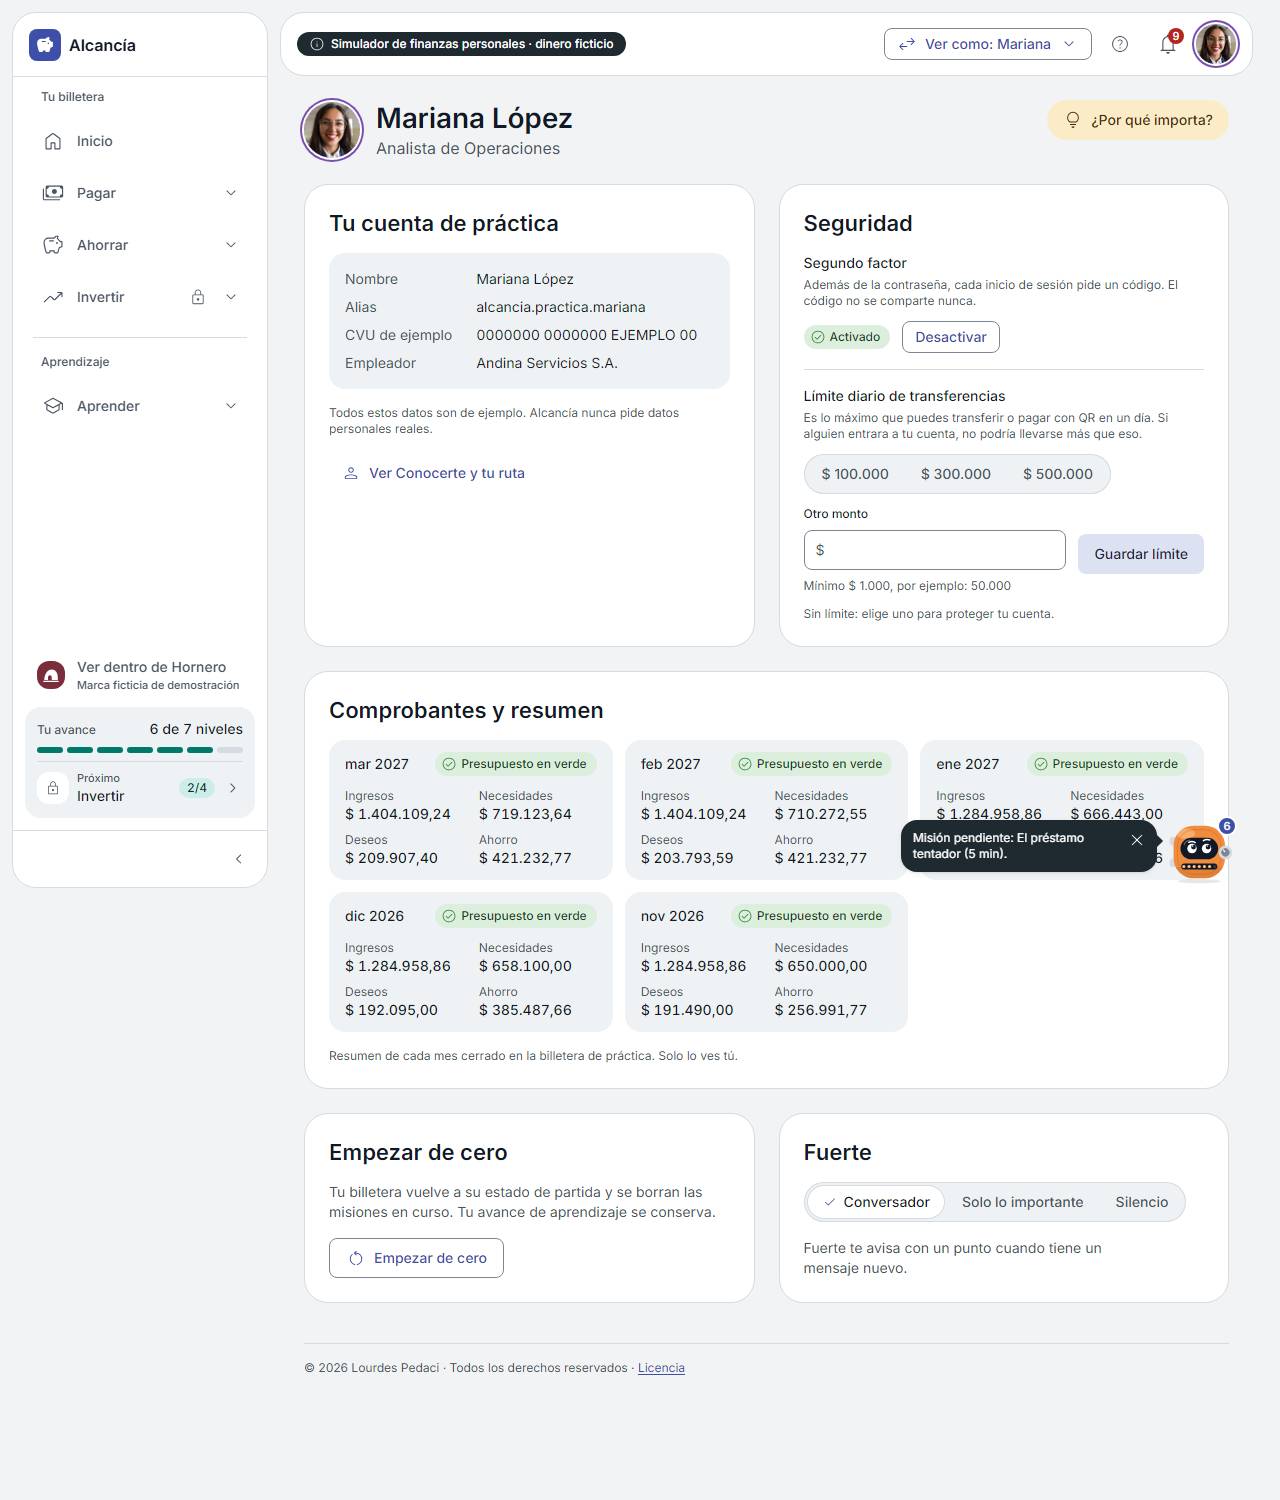 Alcancía
Tu billetera
Inicio
Pagar
Ahorrar
Invertir
Aprendizaje
Aprender
Ver dentro de Hornero
Marca ficticia de demostración
Tu avance 6 de 7 niveles
Próximo
Invertir
2/4
Simulador de finanzas personales · dinero ficticio
Ver como: Mariana
9
Mariana López
Analista de Operaciones
¿Por qué importa?
Tu cuenta de práctica
Nombre Mariana López
Alias alcancia.practica.mariana
CVU de ejemplo 0000000 0000000 EJEMPLO 00
Empleador Andina Servicios S.A.
Todos estos datos son de ejemplo. Alcancía nunca pide datos
personales reales.
Ver Conocerte y tu ruta
Seguridad
Segundo factor
Además de la contraseña, cada inicio de sesión pide un código. El
código no se comparte nunca.
Activado Desactivar
Límite diario de transferencias
Es lo máximo que puedes transferir o pagar con QR en un día. Si
alguien entrara a tu cuenta, no podría llevarse más que eso.
$ 100.000 $ 300.000 $ 500.000
Otro monto
$
Guardar límite
Mínimo $ 1.000, por ejemplo: 50.000
Sin límite: elige uno para proteger tu cuenta.
Comprobantes y resumen
mar 2027 Presupuesto en verde
Ingresos Necesidades
$ 1.404.109,24 $ 719.123,64
Deseos Ahorro
$ 209.907,40 $ 421.232,77
feb 2027 Presupuesto en verde
Ingresos Necesidades
$ 1.404.109,24 $ 710.272,55
Deseos Ahorro
$ 203.793,59 $ 421.232,77
ene 2027 Presupuesto en verde
Ingresos Necesidades
$ 1.284.958,86 $ 666.443,00
6
Misión pendiente: El préstamo
tentador (5 min).
6
dic 2026 Presupuesto en verde
Ingresos Necesidades
$ 1.284.958,86 $ 658.100,00
Deseos Ahorro
$ 192.095,00 $ 385.487,66
nov 2026 Presupuesto en verde
Ingresos Necesidades
$ 1.284.958,86 $ 650.000,00
Deseos Ahorro
$ 191.490,00 $ 256.991,77
Resumen de cada mes cerrado en la billetera de práctica. Solo lo ves tú.
Empezar de cero
Tu billetera vuelve a su estado de partida y se borran las
misiones en curso. Tu avance de aprendizaje se conserva.
Empezar de cero
Fuerte
Conversador Solo lo importante Silencio
Fuerte te avisa con un punto cuando tiene un
mensaje nuevo.
© 2026 Lourdes Pedaci · Todos los derechos reservados · Licencia